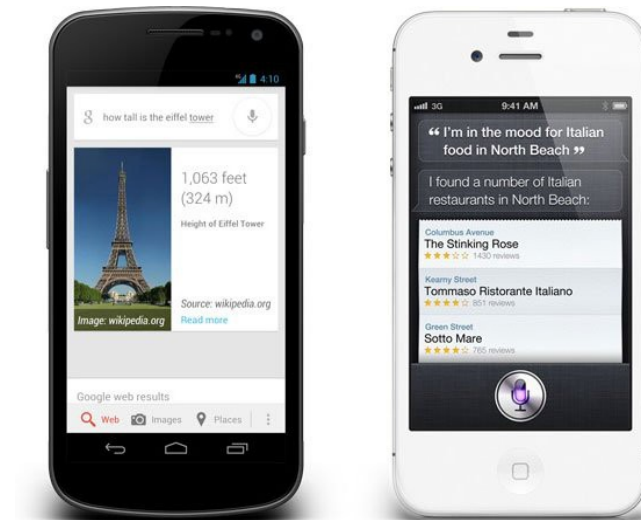 4:10
g how tall is the eiffel tower
1,063 feet
(324 m)
Height of Eiffel Tower
Source: wikipedia.org
Image: wikipedia.org
Read more
Google web results
Web Images Places
3G 9:41 AM
“ I'm in the mood for Italian
food in North Beach ”
I found a number of Italian
restaurants in North Beach:
Columbus Avenue
The Stinking Rose
1430 reviews
Kearny Street
Tommaso Ristorante Italiano
851 reviews
Green Street
Sotto Mare
765 reviews